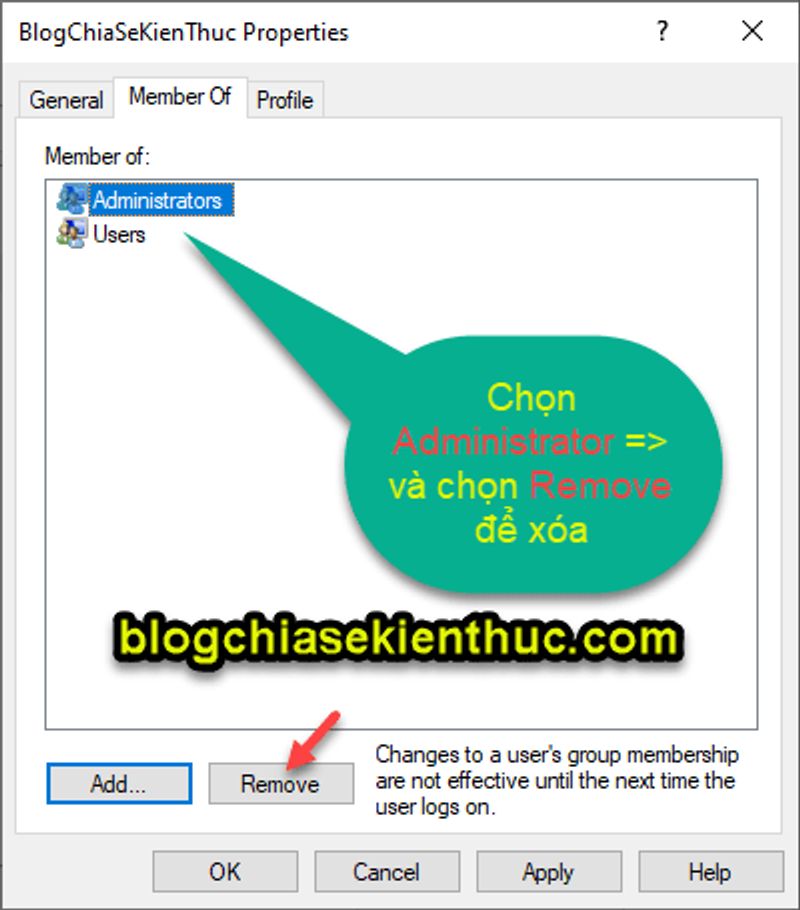 BlogChiaSeKienThuc Properties ?
General Member Of Profile
Member of:
Administrators
Users
Chọn
Administrator =>
và chọn Remove
để xóa
blogchiasekienthuc.com
Add... Remove
Changes to a user's group membership
are not effective until the next time the
user logs on.
OK Cancel Apply Help